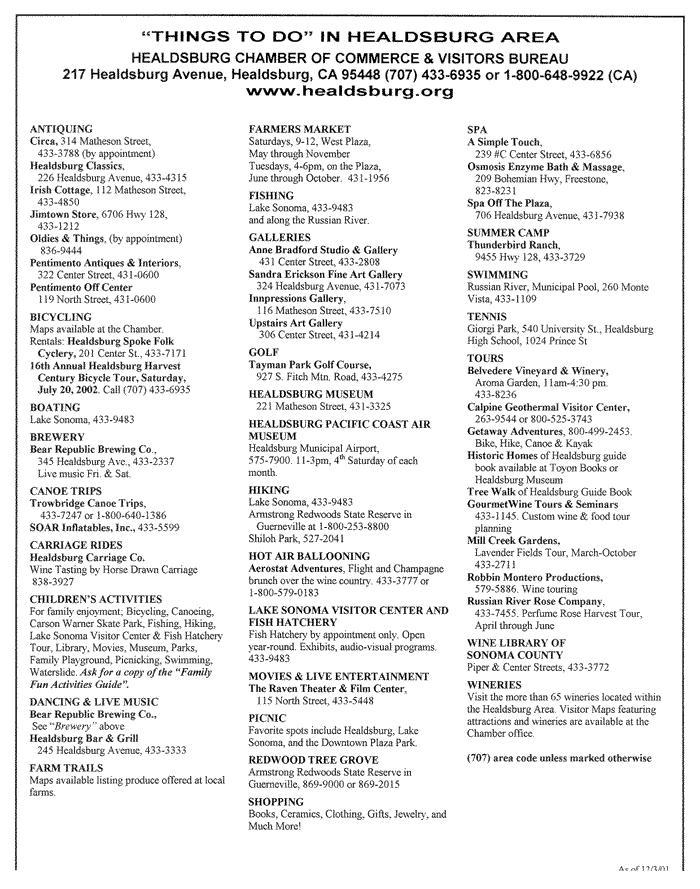 "THINGS TO DO" IN HEALDSBURG AREA
HEALDSBURG CHAMBER OF COMMERCE & VISITORS BUREAU
217 Healdsburg Avenue, Healdsburg, CA 95448 (707) 433-6935 or 1-800-648-9922 (CA)
www.healdsburg.org
ANTIQUING
Circa, 314 Matheson Street,
433-3788 (by appointment)
Healdsburg Classics,
226 Healdsburg Avenue, 433-4315
Irish Cottage, 112 Matheson Street,
433-4850
Jimtown Store, 6706 Hwy 128,
433-1212
Oldies & Things, (by appointment)
836-9444
Pentimento Antiques & Interiors,
322 Center Street, 431-0600
Pentimento Off Center
119 North Street, 431-0600
BICYCLING
Maps available at the Chamber.
Rentals: Healdsburg Spoke Folk
Cyclery, 201 Center St., 433-7171
16th Annual Healdsburg Harvest
Century Bicycle Tour, Saturday,
July 20, 2002. Call (707) 433-6935
BOATING
Lake Sonoma, 433-9483
BREWERY
Bear Republic Brewing Co.,
345 Healdsburg Ave., 433-2337
Live music Fri. & Sat.
CANOE TRIPS
Trowbridge Canoe Trips,
433-7247 or 1-800-640-1386
SOAR Inflatables, Inc., 433-5599
CARRIAGE RIDES
Healdsburg Carriage Co.
Wine Tasting by Horse Drawn Carriage
838-3927
CHILDREN'S ACTIVITIES
For family enjoyment; Bicycling, Canoeing,
Carson Warner Skate Park, Fishing, Hiking,
Lake Sonoma Visitor Center & Fish Hatchery
Tour, Library, Movies, Museum, Parks,
Family Playground, Picnicking, Swimming,
Waterslide. Ask for a copy of the "Family
Fun Activities Guide".
DANCING & LIVE MUSIC
Bear Republic Brewing Co.,
See "Brewery" above
Healdsburg Bar & Grill
245 Healdsburg Avenue, 433-3333
FARM TRAILS
Maps available listing produce offered at local
farms.
FARMERS MARKET
Saturdays, 9-12, West Plaza,
May through November
Tuesdays, 4-6pm, on the Plaza,
June through October. 431-1956
FISHING
Lake Sonoma, 433-9483
and along the Russian River.
GALLERIES
Anne Bradford Studio & Gallery
431 Center Street, 433-2808
Sandra Erickson Fine Art Gallery
324 Healdsburg Avenue, 431-7073
Innpressions Gallery,
116 Matheson Street, 433-7510
Upstairs Art Gallery
306 Center Street, 431-4214
GOLF
Tayman Park Golf Course,
927 S. Fitch Mtn. Road, 433-4275
HEALDSBURG MUSEUM
221 Matheson Street, 431-3325
HEALDSBURG PACIFIC COAST AIR
MUSEUM
Healdsburg Municipal Airport,
575-7900. 11-3pm, 4th Saturday of each
month.
HIKING
Lake Sonoma, 433-9483
Armstrong Redwoods State Reserve in
Guerneville at 1-800-253-8800
Shiloh Park, 527-2041
HOT AIR BALLOONING
Aerostat Adventures, Flight and Champagne
brunch over the wine country. 433-3777 or
1-800-579-0183
LAKE SONOMA VISITOR CENTER AND
FISH HATCHERY
Fish Hatchery by appointment only. Open
year-round. Exhibits, audio-visual programs.
433-9483
MOVIES & LIVE ENTERTAINMENT
The Raven Theater & Film Center,
115 North Street, 433-5448
PICNIC
Favorite spots include Healdsburg, Lake
Sonoma, and the Downtown Plaza Park.
REDWOOD TREE GROVE
Armstrong Redwoods State Reserve in
Guerneville, 869-9000 or 869-2015
SHOPPING
Books, Ceramics, Clothing, Gifts, Jewelry, and
Much More!
SPA
A Simple Touch,
239 #C Center Street, 433-6856
Osmosis Enzyme Bath & Massage,
209 Bohemian Hwy, Freestone,
823-8231
Spa Off The Plaza,
706 Healdsburg Avenue, 431-7938
SUMMER CAMP
Thunderbird Ranch,
9455 Hwy 128, 433-3729
SWIMMING
Russian River, Municipal Pool, 260 Monte
Vista, 433-1109
TENNIS
Giorgi Park, 540 University St., Healdsburg
High School, 1024 Prince St
TOURS
Belvedere Vineyard & Winery,
Aroma Garden, 11am-4:30 pm.
433-8236
Calpine Geothermal Visitor Center,
263-9544 or 800-525-3743
Getaway Adventures, 800-499-2453.
Bike, Hike, Canoe & Kayak
Historic Homes of Healdsburg guide
book available at Toyon Books or
Healdsburg Museum
Tree Walk of Healdsburg Guide Book
GourmetWine Tours & Seminars
433-1145. Custom wine & food tour
planning
Mill Creek Gardens,
Lavender Fields Tour, March-October
433-2711
Robbin Montero Productions,
579-5886. Wine touring
Russian River Rose Company,
433-7455. Perfume Rose Harvest Tour,
April through June
WINE LIBRARY OF
SONOMA COUNTY
Piper & Center Streets, 433-3772
WINERIES
Visit the more than 65 wineries located within
the Healdsburg Area. Visitor Maps featuring
attractions and wineries are available at the
Chamber office.
(707) area code unless marked otherwise
As of 12/3/01